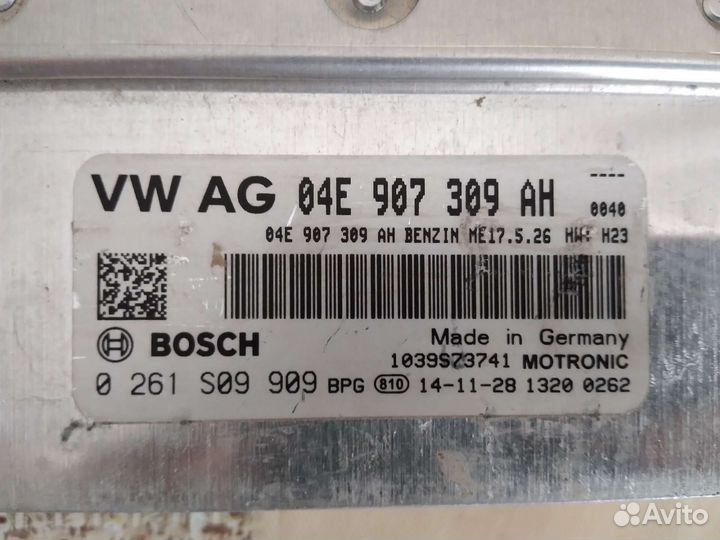 VW AG 04E 907 309 AH
----
0040
04E 907 309 AH BENZIN ME17.5.26 HW: H23
BOSCH
Made in Germany
1039S73741 MOTRONIC
0 261 S09 909 BPG 810 14-11-28 1320 0262
Avito